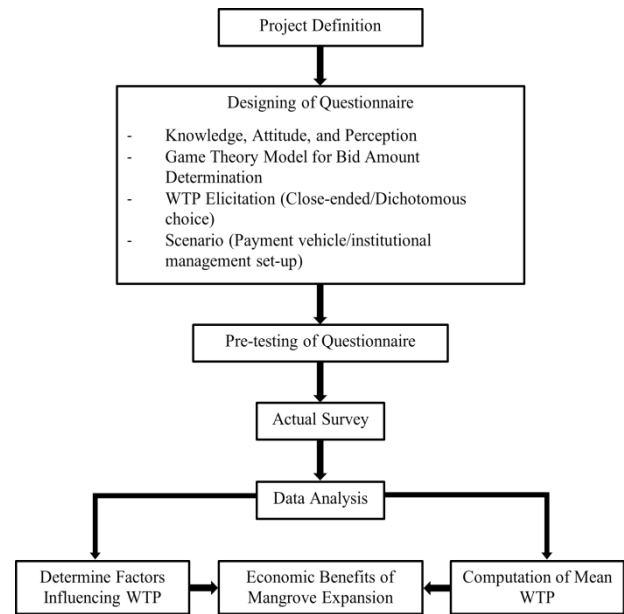 Project Definition
Designing of Questionnaire
- Knowledge, Attitude, and Perception
- Game Theory Model for Bid Amount
Determination
- WTP Elicitation (Close-ended/Dichotomous
choice)
- Scenario (Payment vehicle/institutional
management set-up)
Pre-testing of Questionnaire
Actual Survey
Data Analysis
Determine Factors
Influencing WTP
Economic Benefits of
Mangrove Expansion
Computation of Mean
WTP